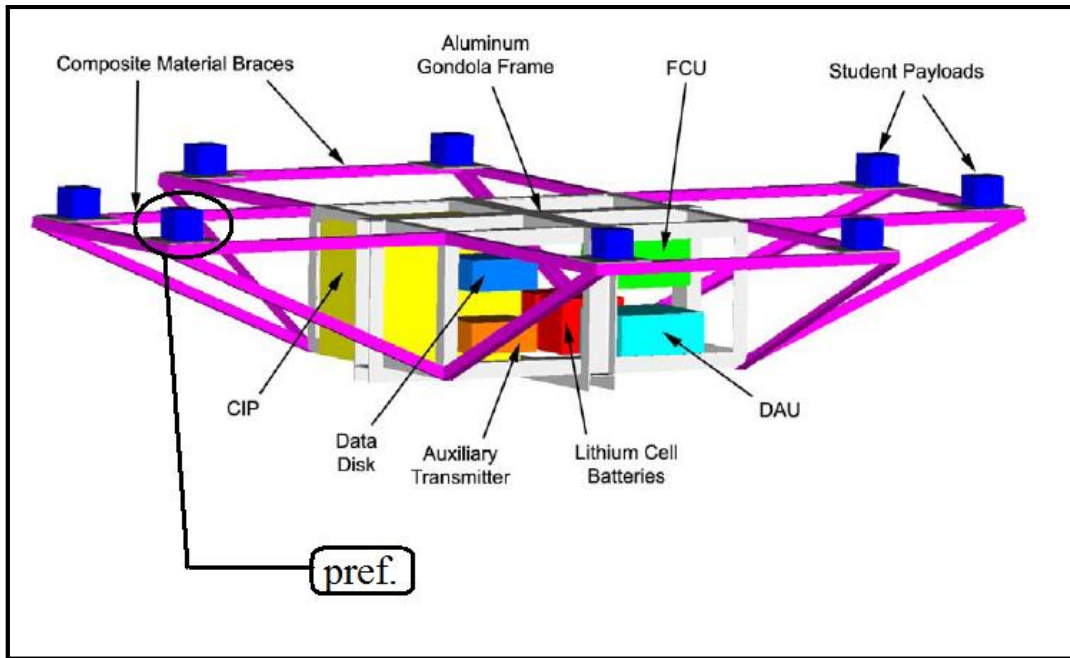 Composite Material Braces
Aluminum
Gondola Frame
FCU
Student Payloads
CIP
Data
Disk
Auxiliary
Transmitter
Lithium Cell
Batteries
DAU
pref.